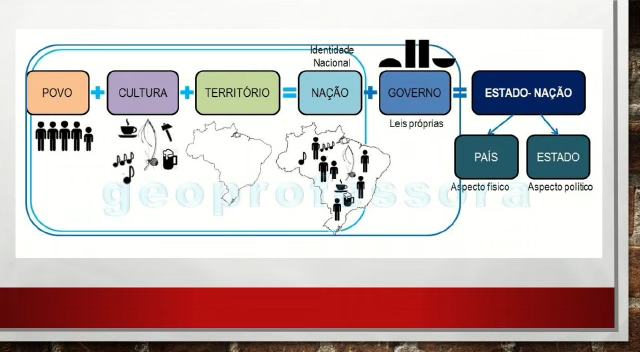 Identidade
Nacional
POVO + CULTURA + TERRITÓRIO = NAÇÃO + GOVERNO = ESTADO- NAÇÃO
Leis próprias
PAÍS ESTADO
Aspecto físico Aspecto político
geoprofessora